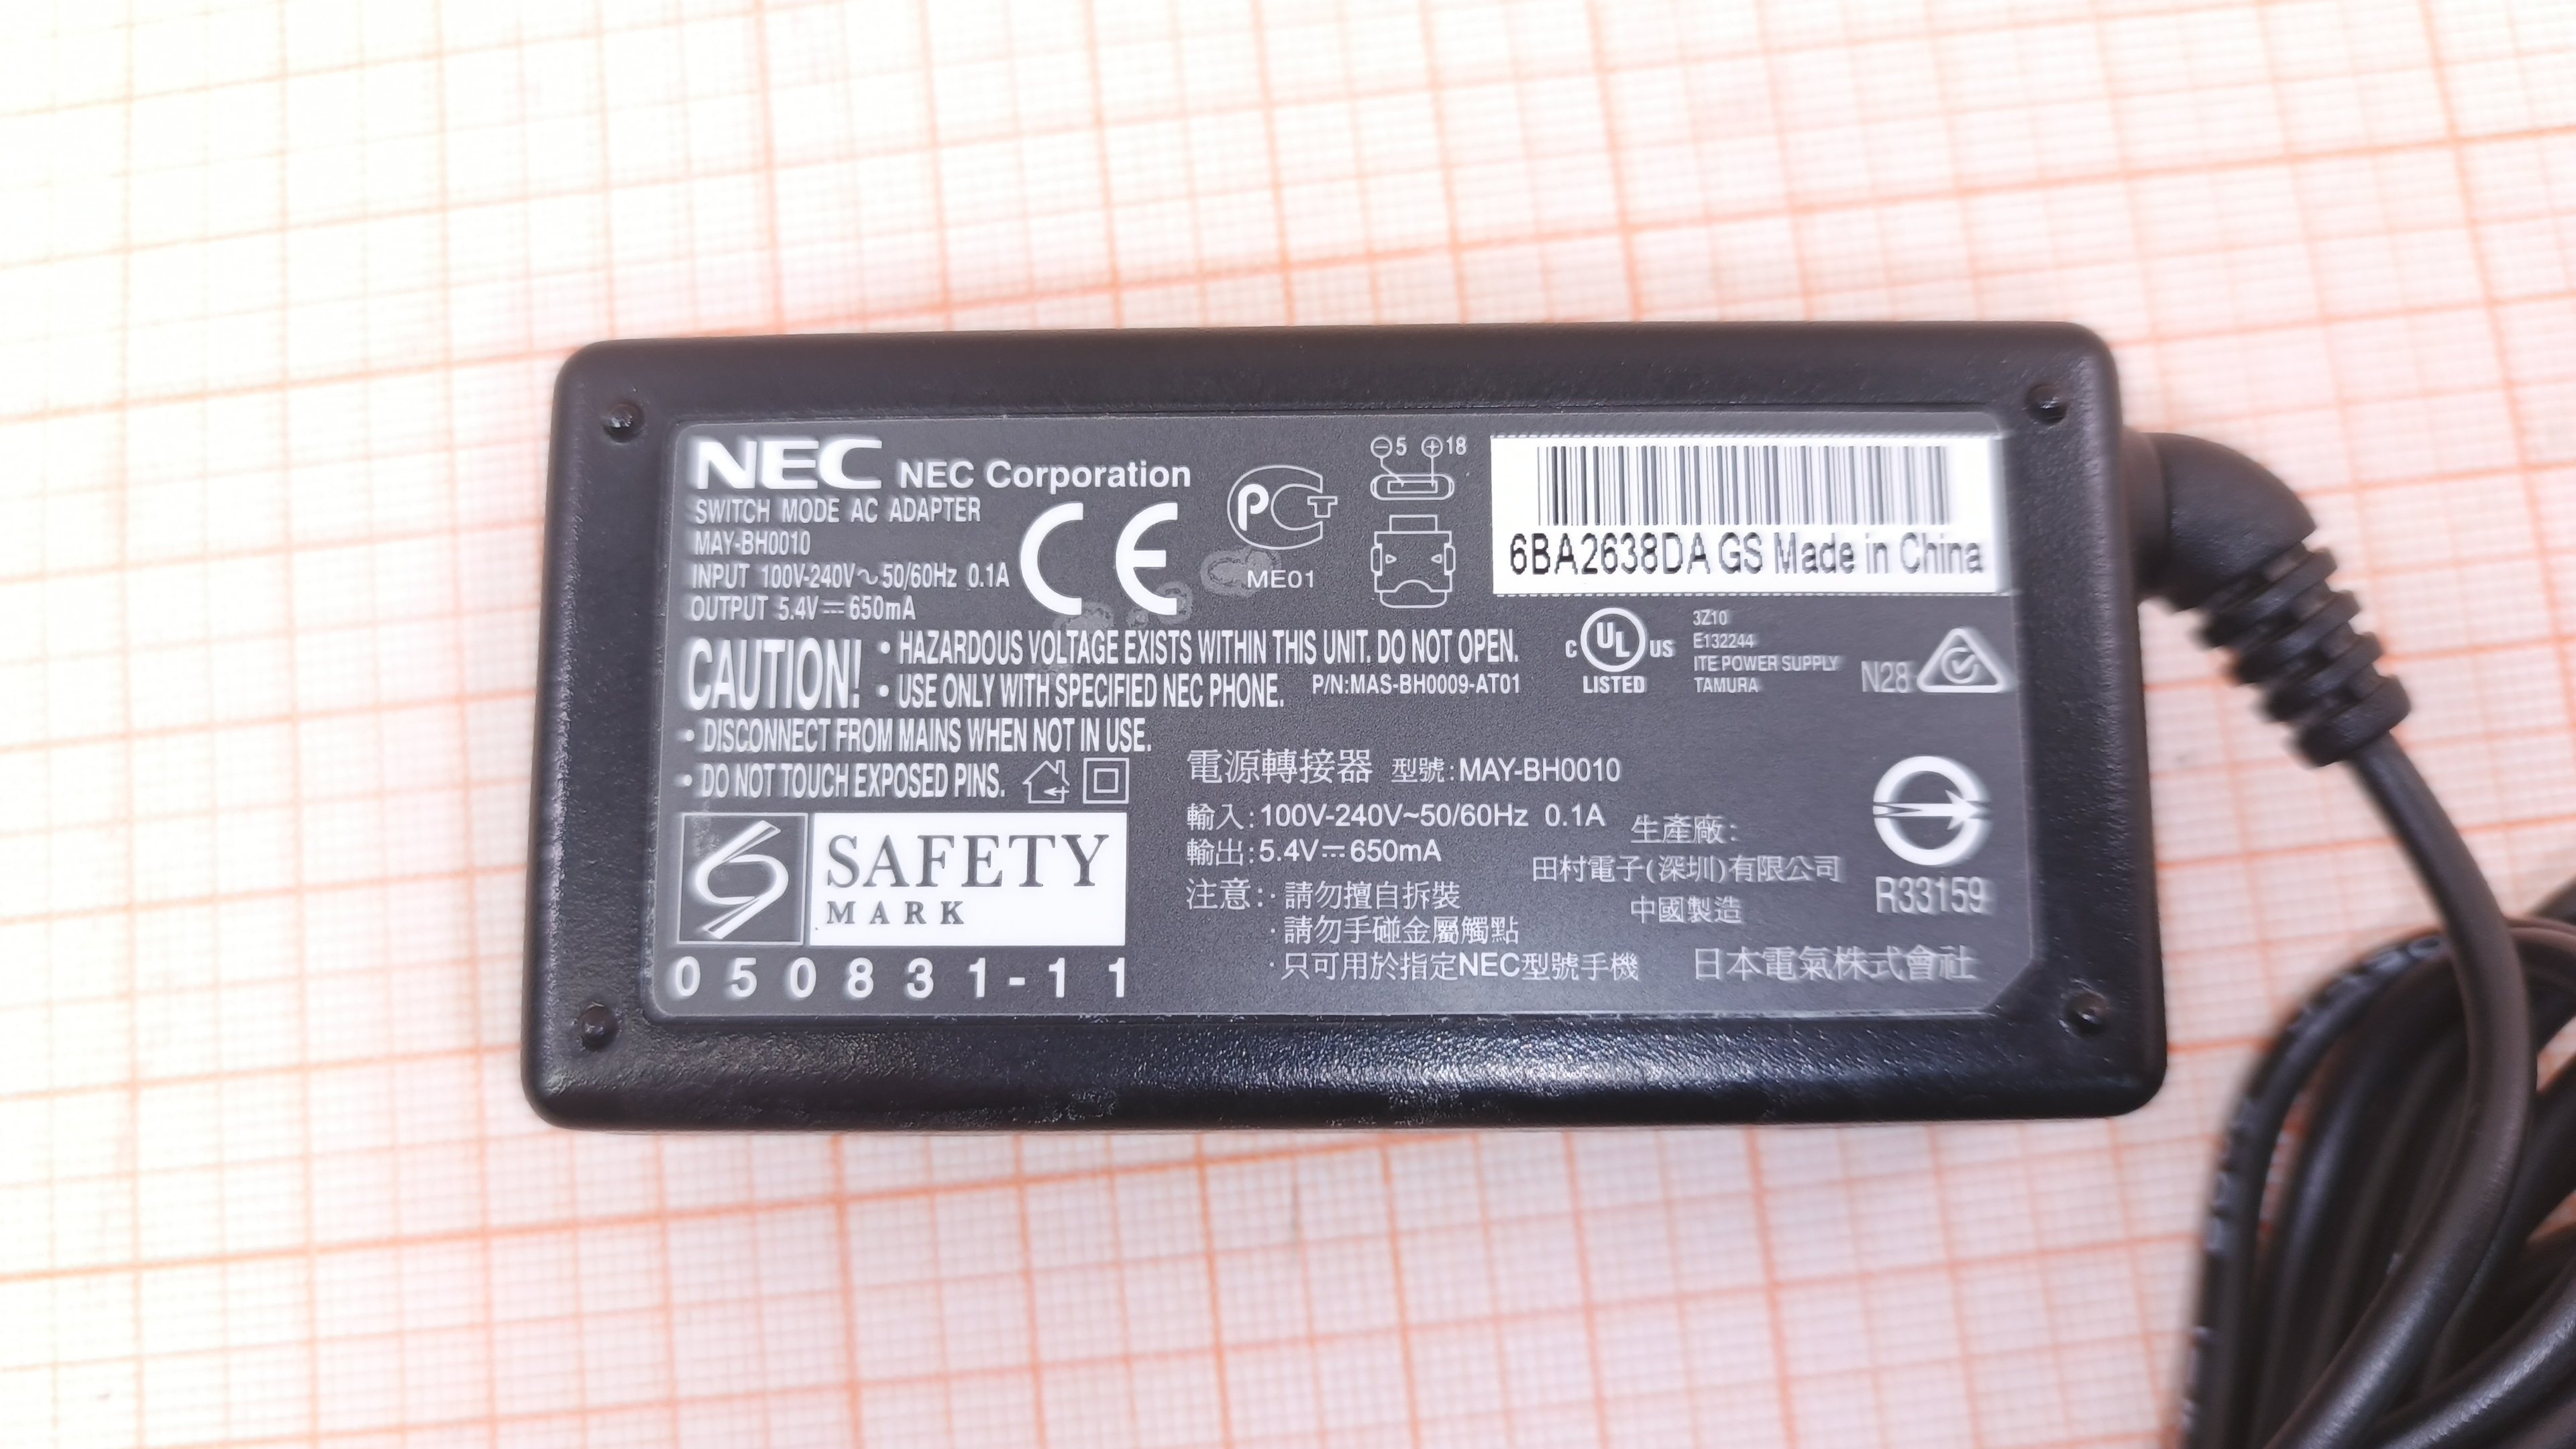 NEC NEC Corporation
SWITCH MODE AC ADAPTER
MAY-BH0010
INPUT 100V-240V~50/60Hz 0.1A
OUTPUT 5.4V⎓650mA
CE
PCT
ME01
⊖5 ⊕18
6BA2638DA GS Made in China
CAUTION!
• HAZARDOUS VOLTAGE EXISTS WITHIN THIS UNIT. DO NOT OPEN.
• USE ONLY WITH SPECIFIED NEC PHONE. P/N:MAS-BH0009-AT01
• DISCONNECT FROM MAINS WHEN NOT IN USE.
• DO NOT TOUCH EXPOSED PINS.
C UL US
LISTED
3Z10
E132244
ITE POWER SUPPLY
TAMURA
N28
SAFETY
MARK
050831-11
電源轉接器 型號:MAY-BH0010
輸入:100V-240V~50/60Hz 0.1A
輸出:5.4V⎓650mA
注意:·請勿擅自拆裝
·請勿手碰金屬觸點
·只可用於指定NEC型號手機
生產廠:
田村電子(深圳)有限公司
中國製造
R33159
日本電氣株式會社